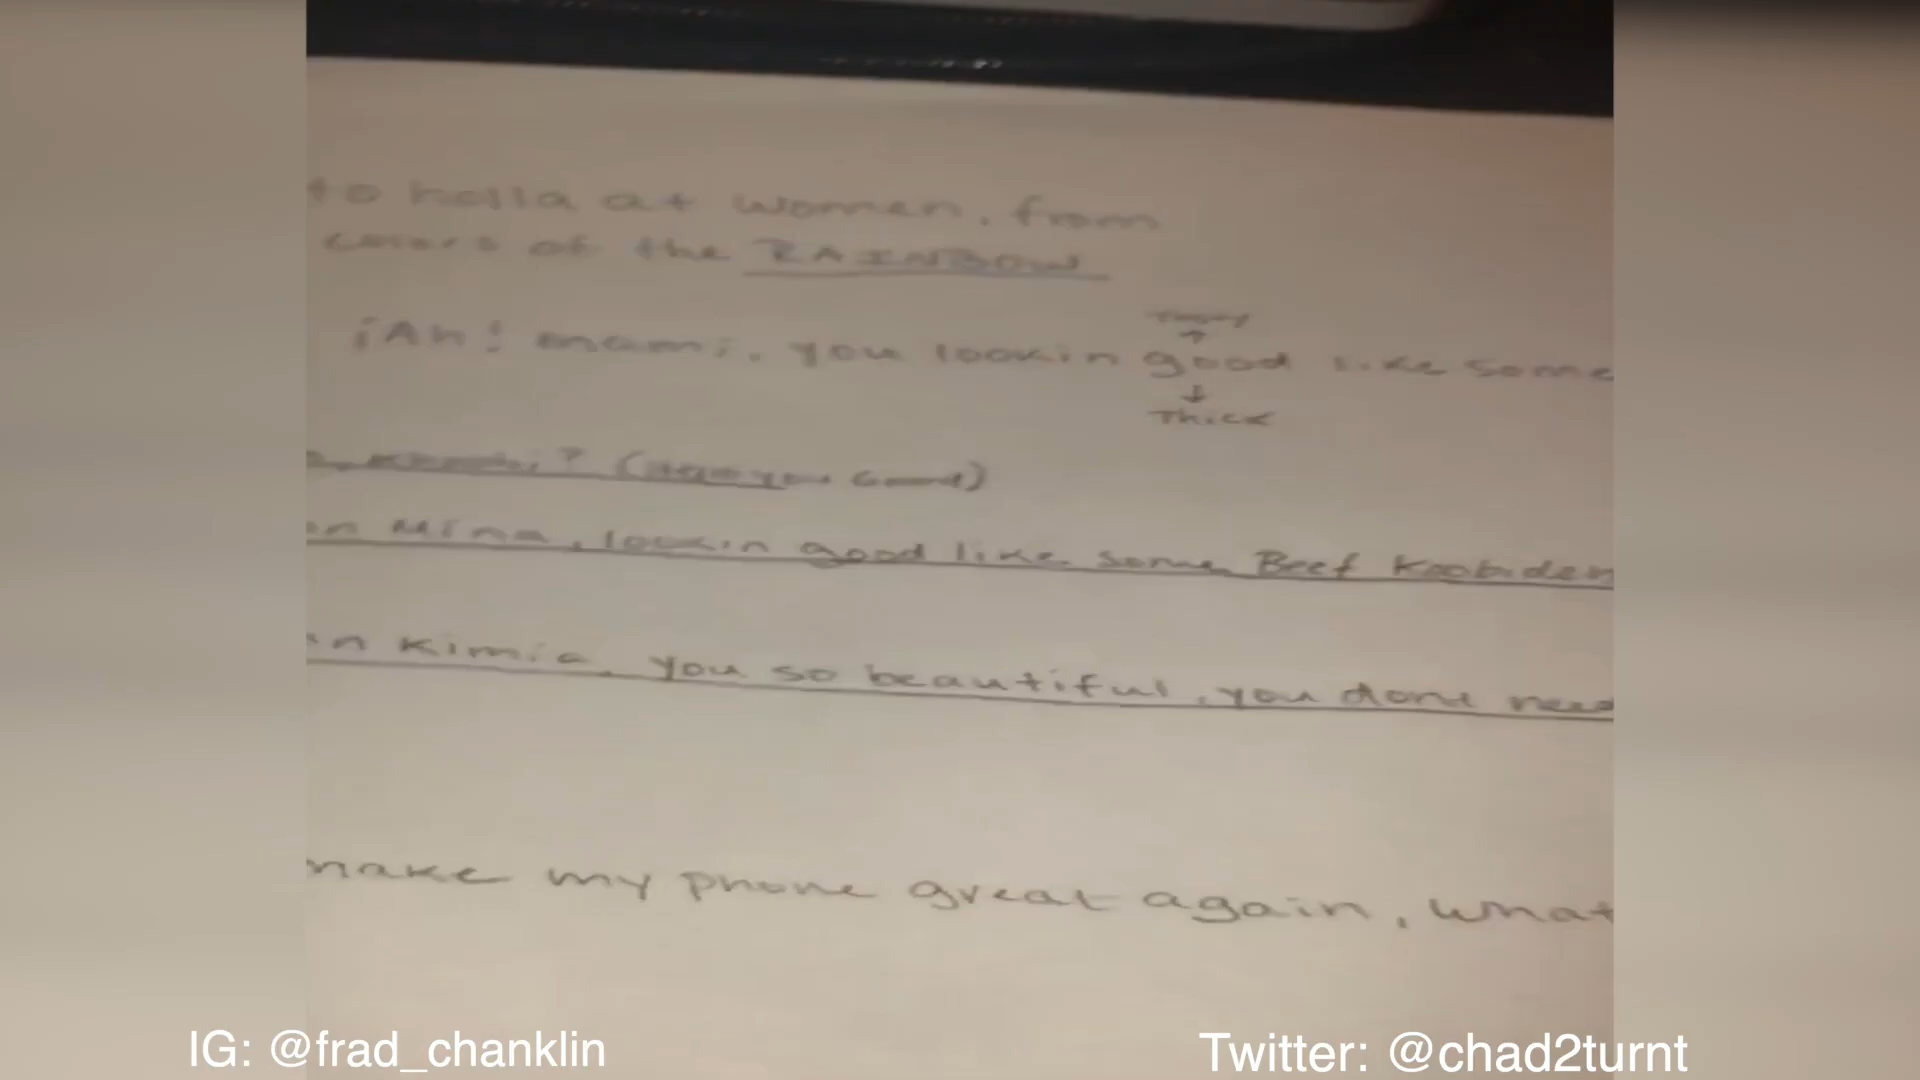 to holla at women, from
colors of the RAINBOW
¡Ah! mami, you lookin good like some
Thick
Mina, lookin good like some Beef Koobideh
Kimia, you so beautiful, you done
make my phone great again, what
IG: @frad_chanklin
Twitter: @chad2turnt